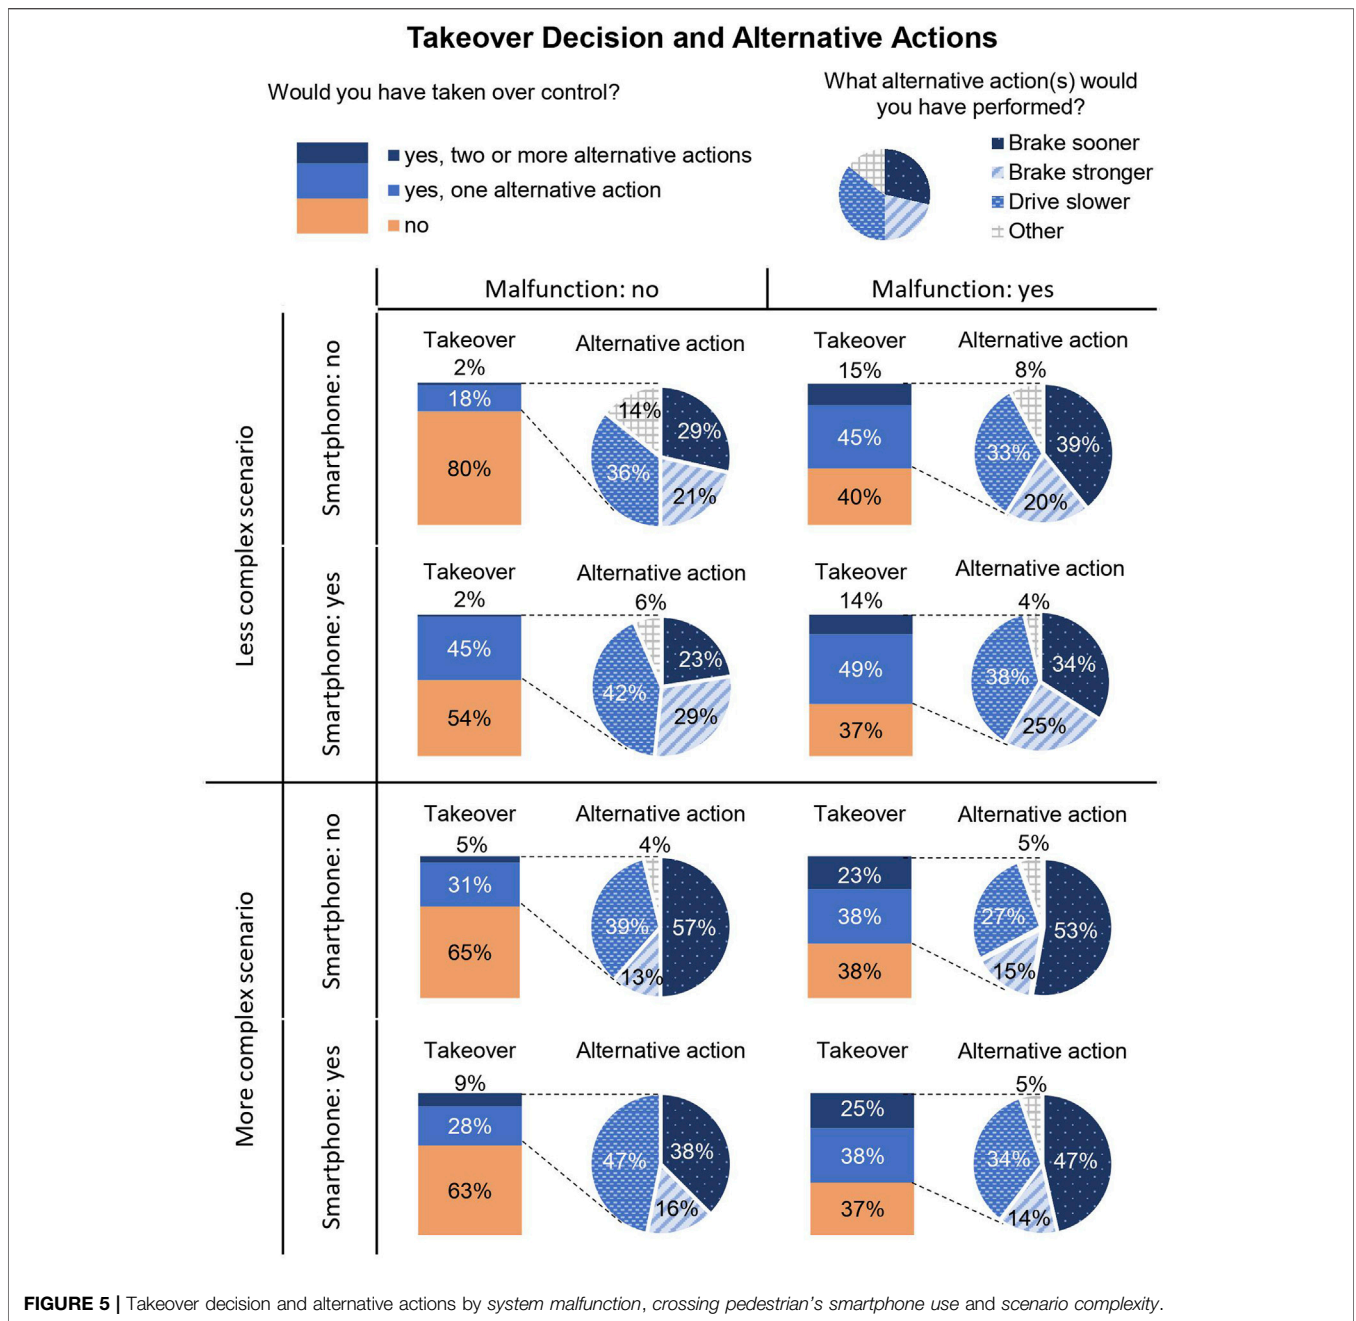 Takeover Decision and Alternative Actions
Would you have taken over control?
yes, two or more alternative actions
yes, one alternative action
no
What alternative action(s) would
you have performed?
Brake sooner
Brake stronger
Drive slower
Other
Malfunction: no
Malfunction: yes
Less complex scenario
Smartphone: no
Takeover
2%
18%
80%
Alternative action
14%
29%
36%
21%
Takeover
15%
45%
40%
Alternative action
8%
39%
33%
20%
Smartphone: yes
Takeover
2%
45%
54%
Alternative action
6%
23%
42%
29%
Takeover
14%
49%
37%
Alternative action
4%
34%
38%
25%
More complex scenario
Smartphone: no
Takeover
5%
31%
65%
Alternative action
4%
57%
39%
13%
Takeover
23%
38%
38%
Alternative action
5%
53%
27%
15%
Smartphone: yes
Takeover
9%
28%
63%
Alternative action
38%
47%
16%
Takeover
25%
38%
37%
Alternative action
5%
47%
34%
14%
FIGURE 5 | Takeover decision and alternative actions by system malfunction, crossing pedestrian's smartphone use and scenario complexity.